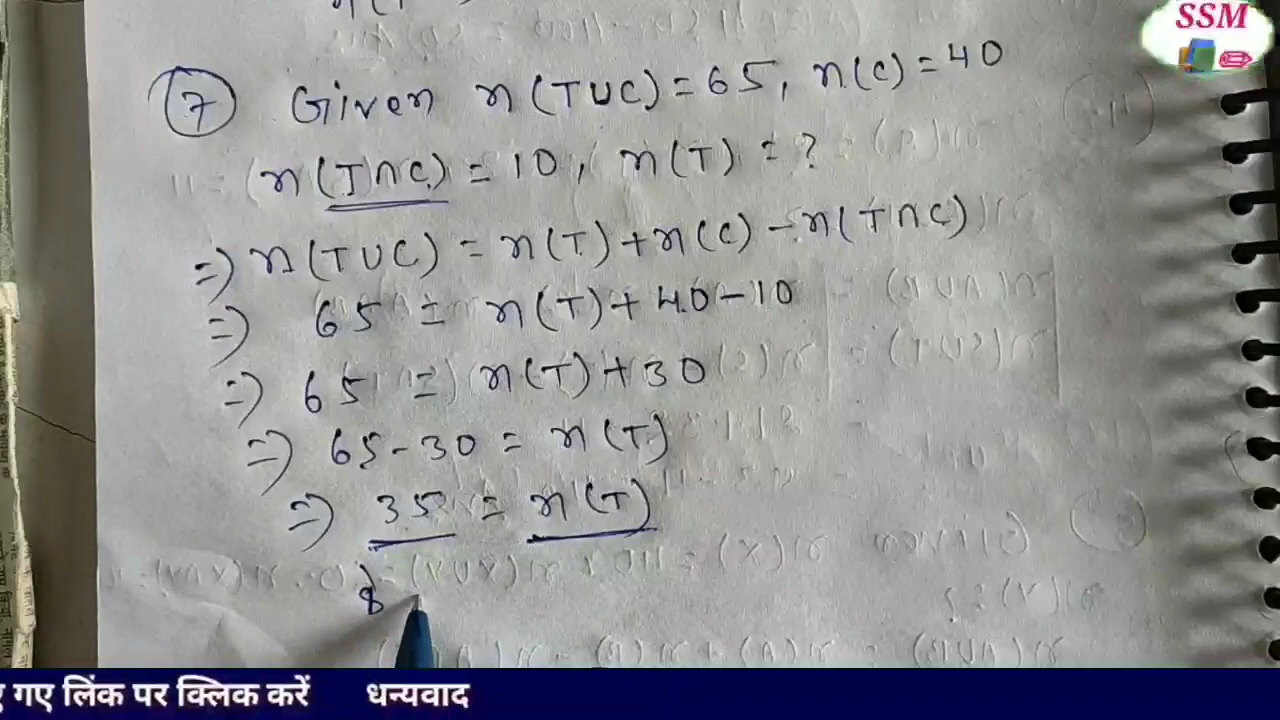 SSM
7 Given n(T∪C) = 65, n(C) = 40
n(T∩C) = 10, n(T) = ?
=) n(T∪C) = n(T) + n(C) - n(T∩C)
=) 65 = n(T) + 40 - 10
=) 65 = n(T) + 30
=) 65 - 30 = n(T)
=) 35 = n(T)
गए लिंक पर क्लिक करें धन्यवाद